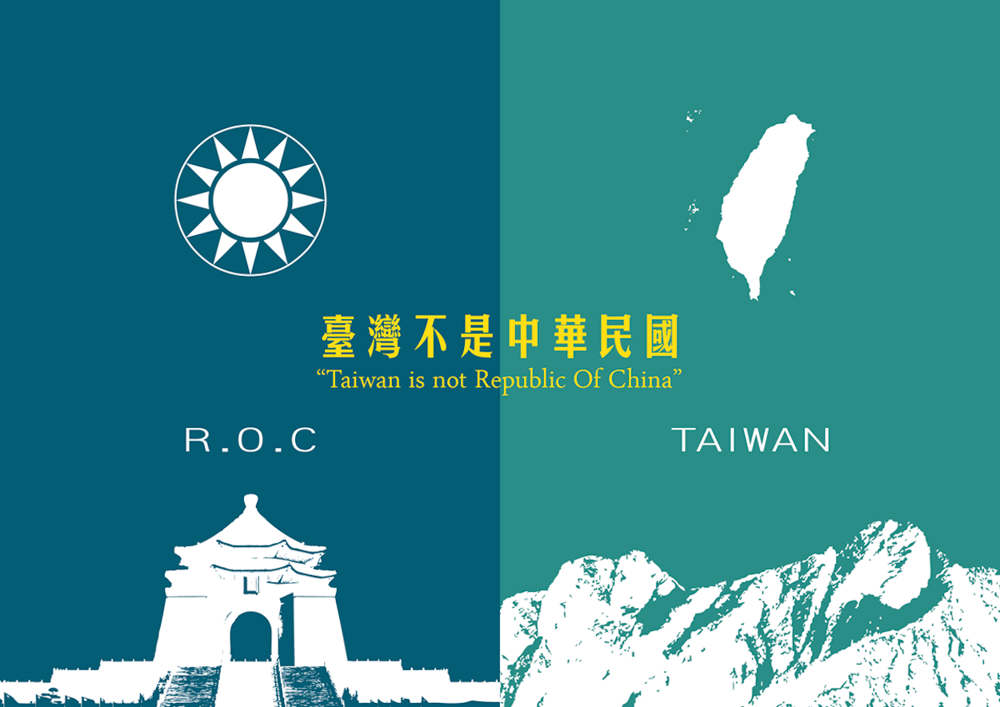 臺灣不是中華民國
“Taiwan is not Republic Of China”
R.O.C
TAIWAN